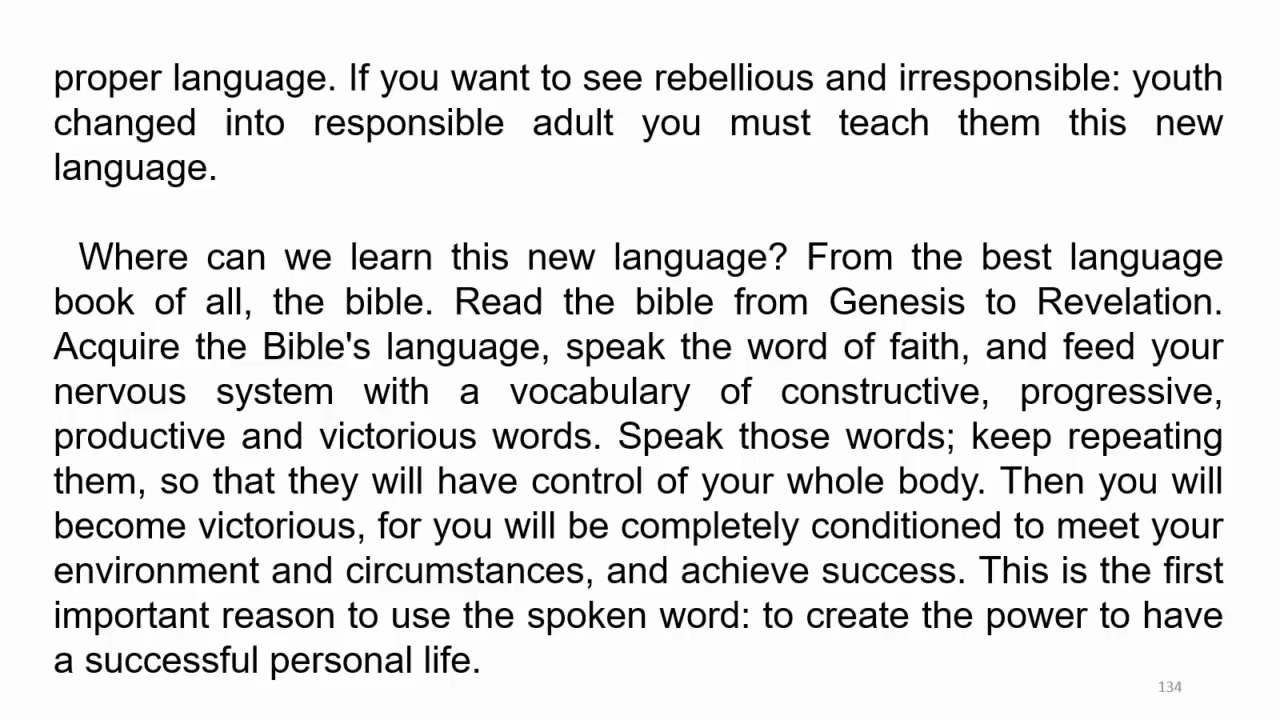 proper language. If you want to see rebellious and irresponsible: youth
changed into responsible adult you must teach them this new
language.
Where can we learn this new language? From the best language
book of all, the bible. Read the bible from Genesis to Revelation.
Acquire the Bible's language, speak the word of faith, and feed your
nervous system with a vocabulary of constructive, progressive,
productive and victorious words. Speak those words; keep repeating
them, so that they will have control of your whole body. Then you will
become victorious, for you will be completely conditioned to meet your
environment and circumstances, and achieve success. This is the first
important reason to use the spoken word: to create the power to have
a successful personal life.
134